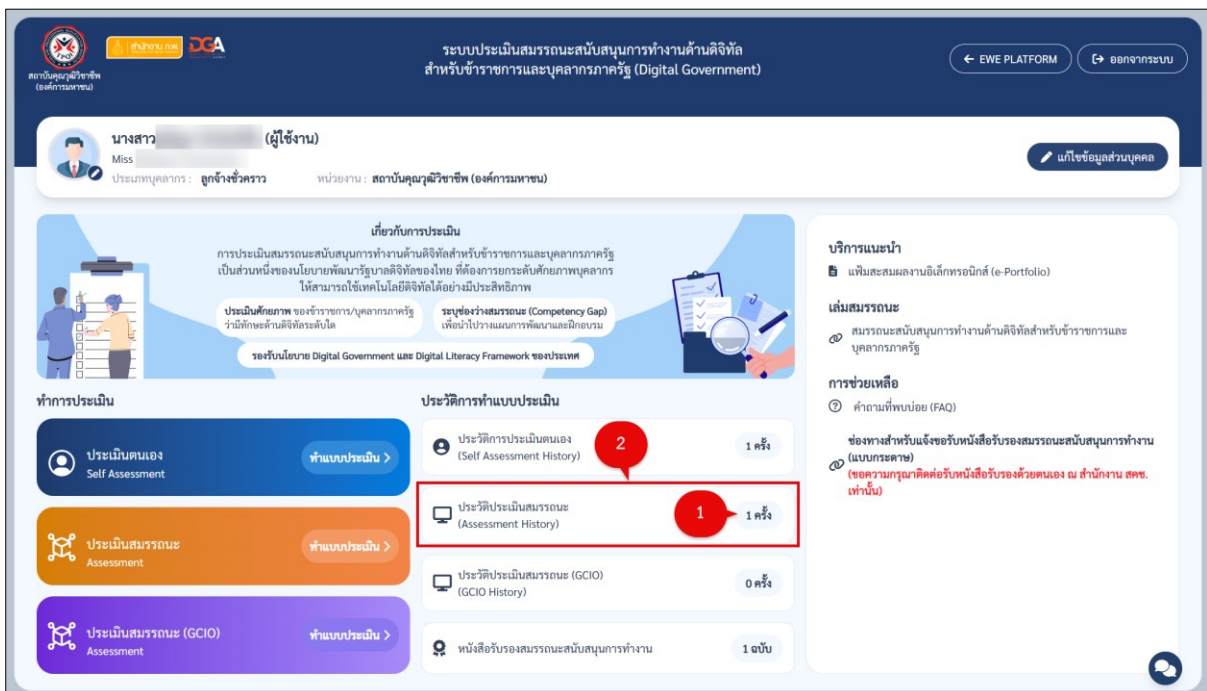 สถาบันคุณวุฒิวิชาชีพ
(องค์การมหาชน)
สำนักงาน ก.พ.
DGA
ระบบประเมินสมรรถนะสนับสนุนการทำงานด้านดิจิทัล
สำหรับข้าราชการและบุคลากรภาครัฐ (Digital Government)
EWE PLATFORM
ออกจากระบบ
นางสาว (ผู้ใช้งาน)
Miss
ประเภทบุคลากร : ลูกจ้างชั่วคราว หน่วยงาน : สถาบันคุณวุฒิวิชาชีพ (องค์การมหาชน)
แก้ไขข้อมูลส่วนบุคคล
เกี่ยวกับการประเมิน
การประเมินสมรรถนะสนับสนุนการทำงานด้านดิจิทัลสำหรับข้าราชการและบุคลากรภาครัฐ
เป็นส่วนหนึ่งของนโยบายพัฒนารัฐบาลดิจิทัลของไทย ที่ต้องการยกระดับศักยภาพบุคลากร
ให้สามารถใช้เทคโนโลยีดิจิทัลได้อย่างมีประสิทธิภาพ
ประเมินศักยภาพ ของข้าราชการ/บุคลากรภาครัฐ
ว่ามีทักษะด้านดิจิทัลระดับใด
ระบุช่องว่างสมรรถนะ (Competency Gap)
เพื่อนำไปวางแผนการพัฒนาและฝึกอบรม
รองรับนโยบาย Digital Government และ Digital Literacy Framework ของประเทศ
ทำการประเมิน
ประเมินตนเอง
Self Assessment
ทำแบบประเมิน >
ประเมินสมรรถนะ
Assessment
ทำแบบประเมิน >
ประเมินสมรรถนะ (GCIO)
Assessment
ทำแบบประเมิน >
ประวัติการทำแบบประเมิน
ประวัติการประเมินตนเอง
(Self Assessment History)
1 ครั้ง
2
ประวัติประเมินสมรรถนะ
(Assessment History)
1
1 ครั้ง
ประวัติประเมินสมรรถนะ (GCIO)
(GCIO History)
0 ครั้ง
หนังสือรับรองสมรรถนะสนับสนุนการทำงาน
1 ฉบับ
บริการแนะนำ
แฟ้มสะสมผลงานอิเล็กทรอนิกส์ (e-Portfolio)
เล่มสมรรถนะ
สมรรถนะสนับสนุนการทำงานด้านดิจิทัลสำหรับข้าราชการและ
บุคลากรภาครัฐ
การช่วยเหลือ
คำถามที่พบบ่อย (FAQ)
ช่องทางสำหรับแจ้งขอรับหนังสือรับรองสมรรถนะสนับสนุนการทำงาน
(แบบกระดาษ)
(ขอความกรุณาติดต่อรับหนังสือรับรองด้วยตนเอง ณ สำนักงาน สคช.
เท่านั้น)